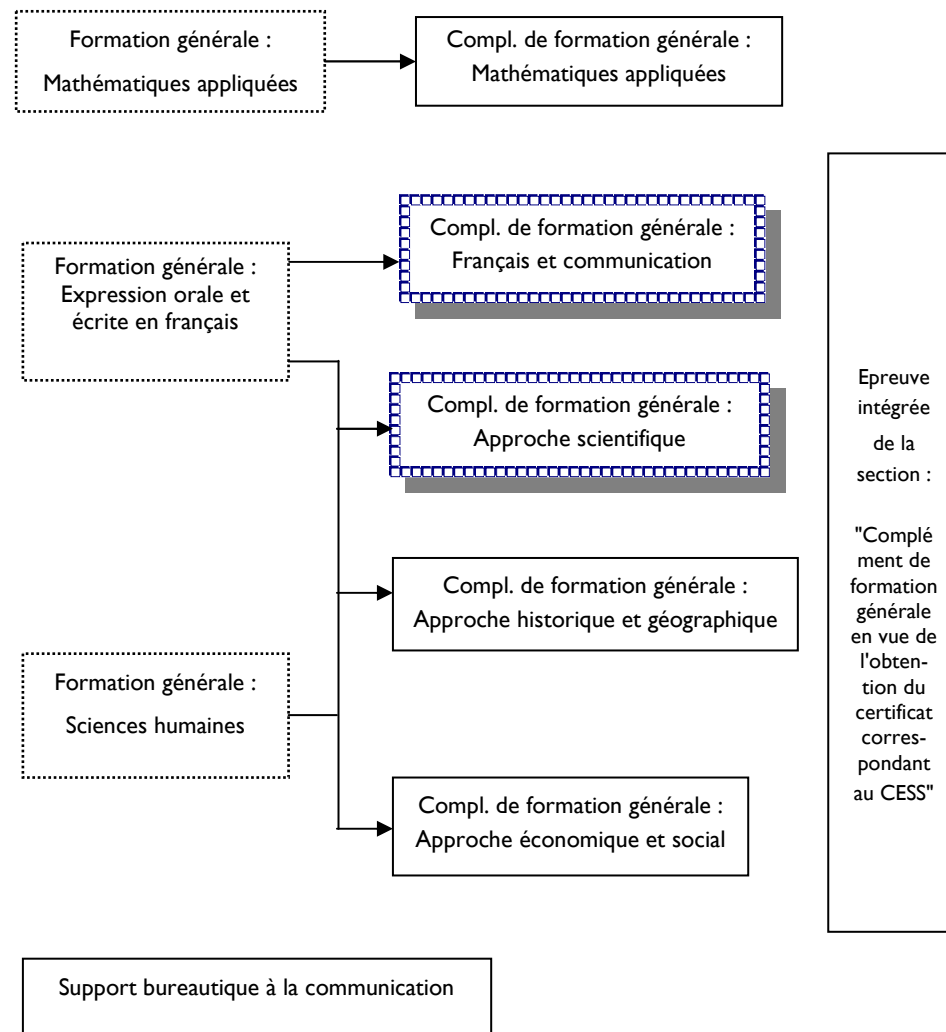 Formation générale :
Mathématiques appliquées
Compl. de formation générale :
Mathématiques appliquées
Compl. de formation générale :
Français et communication
Formation générale :
Expression orale et
écrite en français
Compl. de formation générale :
Approche scientifique
Compl. de formation générale :
Approche historique et géographique
Formation générale :
Sciences humaines
Compl. de formation générale :
Approche économique et social
Epreuve
intégrée
de la
section :
"Complé
ment de
formation
générale
en vue de
l'obten-
tion du
certificat
corres-
pondant
au CESS"
Support bureautique à la communication